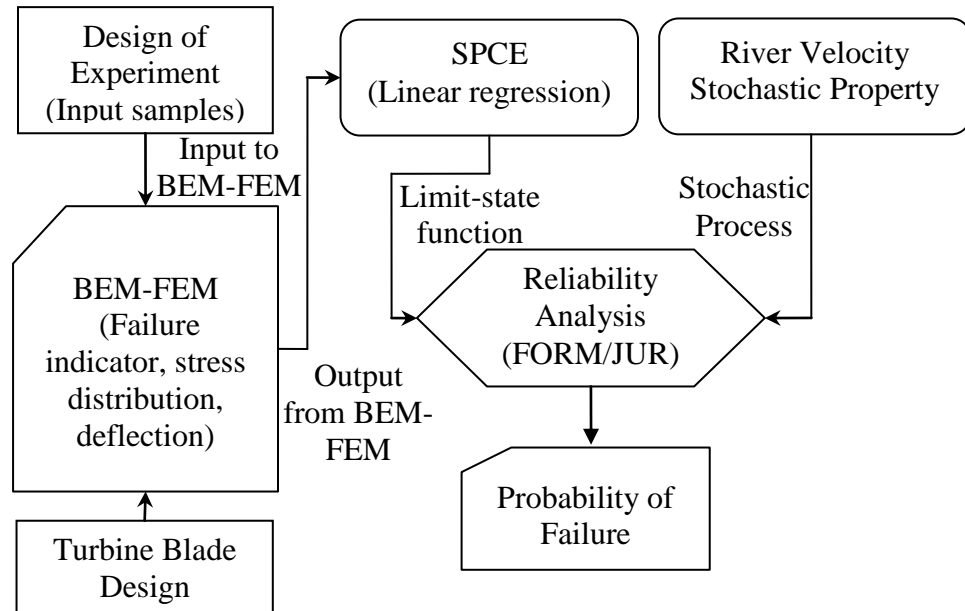 Design of
Experiment
(Input samples)
SPCE
(Linear regression)
River Velocity
Stochastic Property
Input to
BEM-FEM
Limit-state
function
Stochastic
Process
BEM-FEM
(Failure
indicator, stress
distribution,
deflection)
Reliability
Analysis
(FORM/JUR)
Output
from BEM-
FEM
Probability of
Failure
Turbine Blade
Design